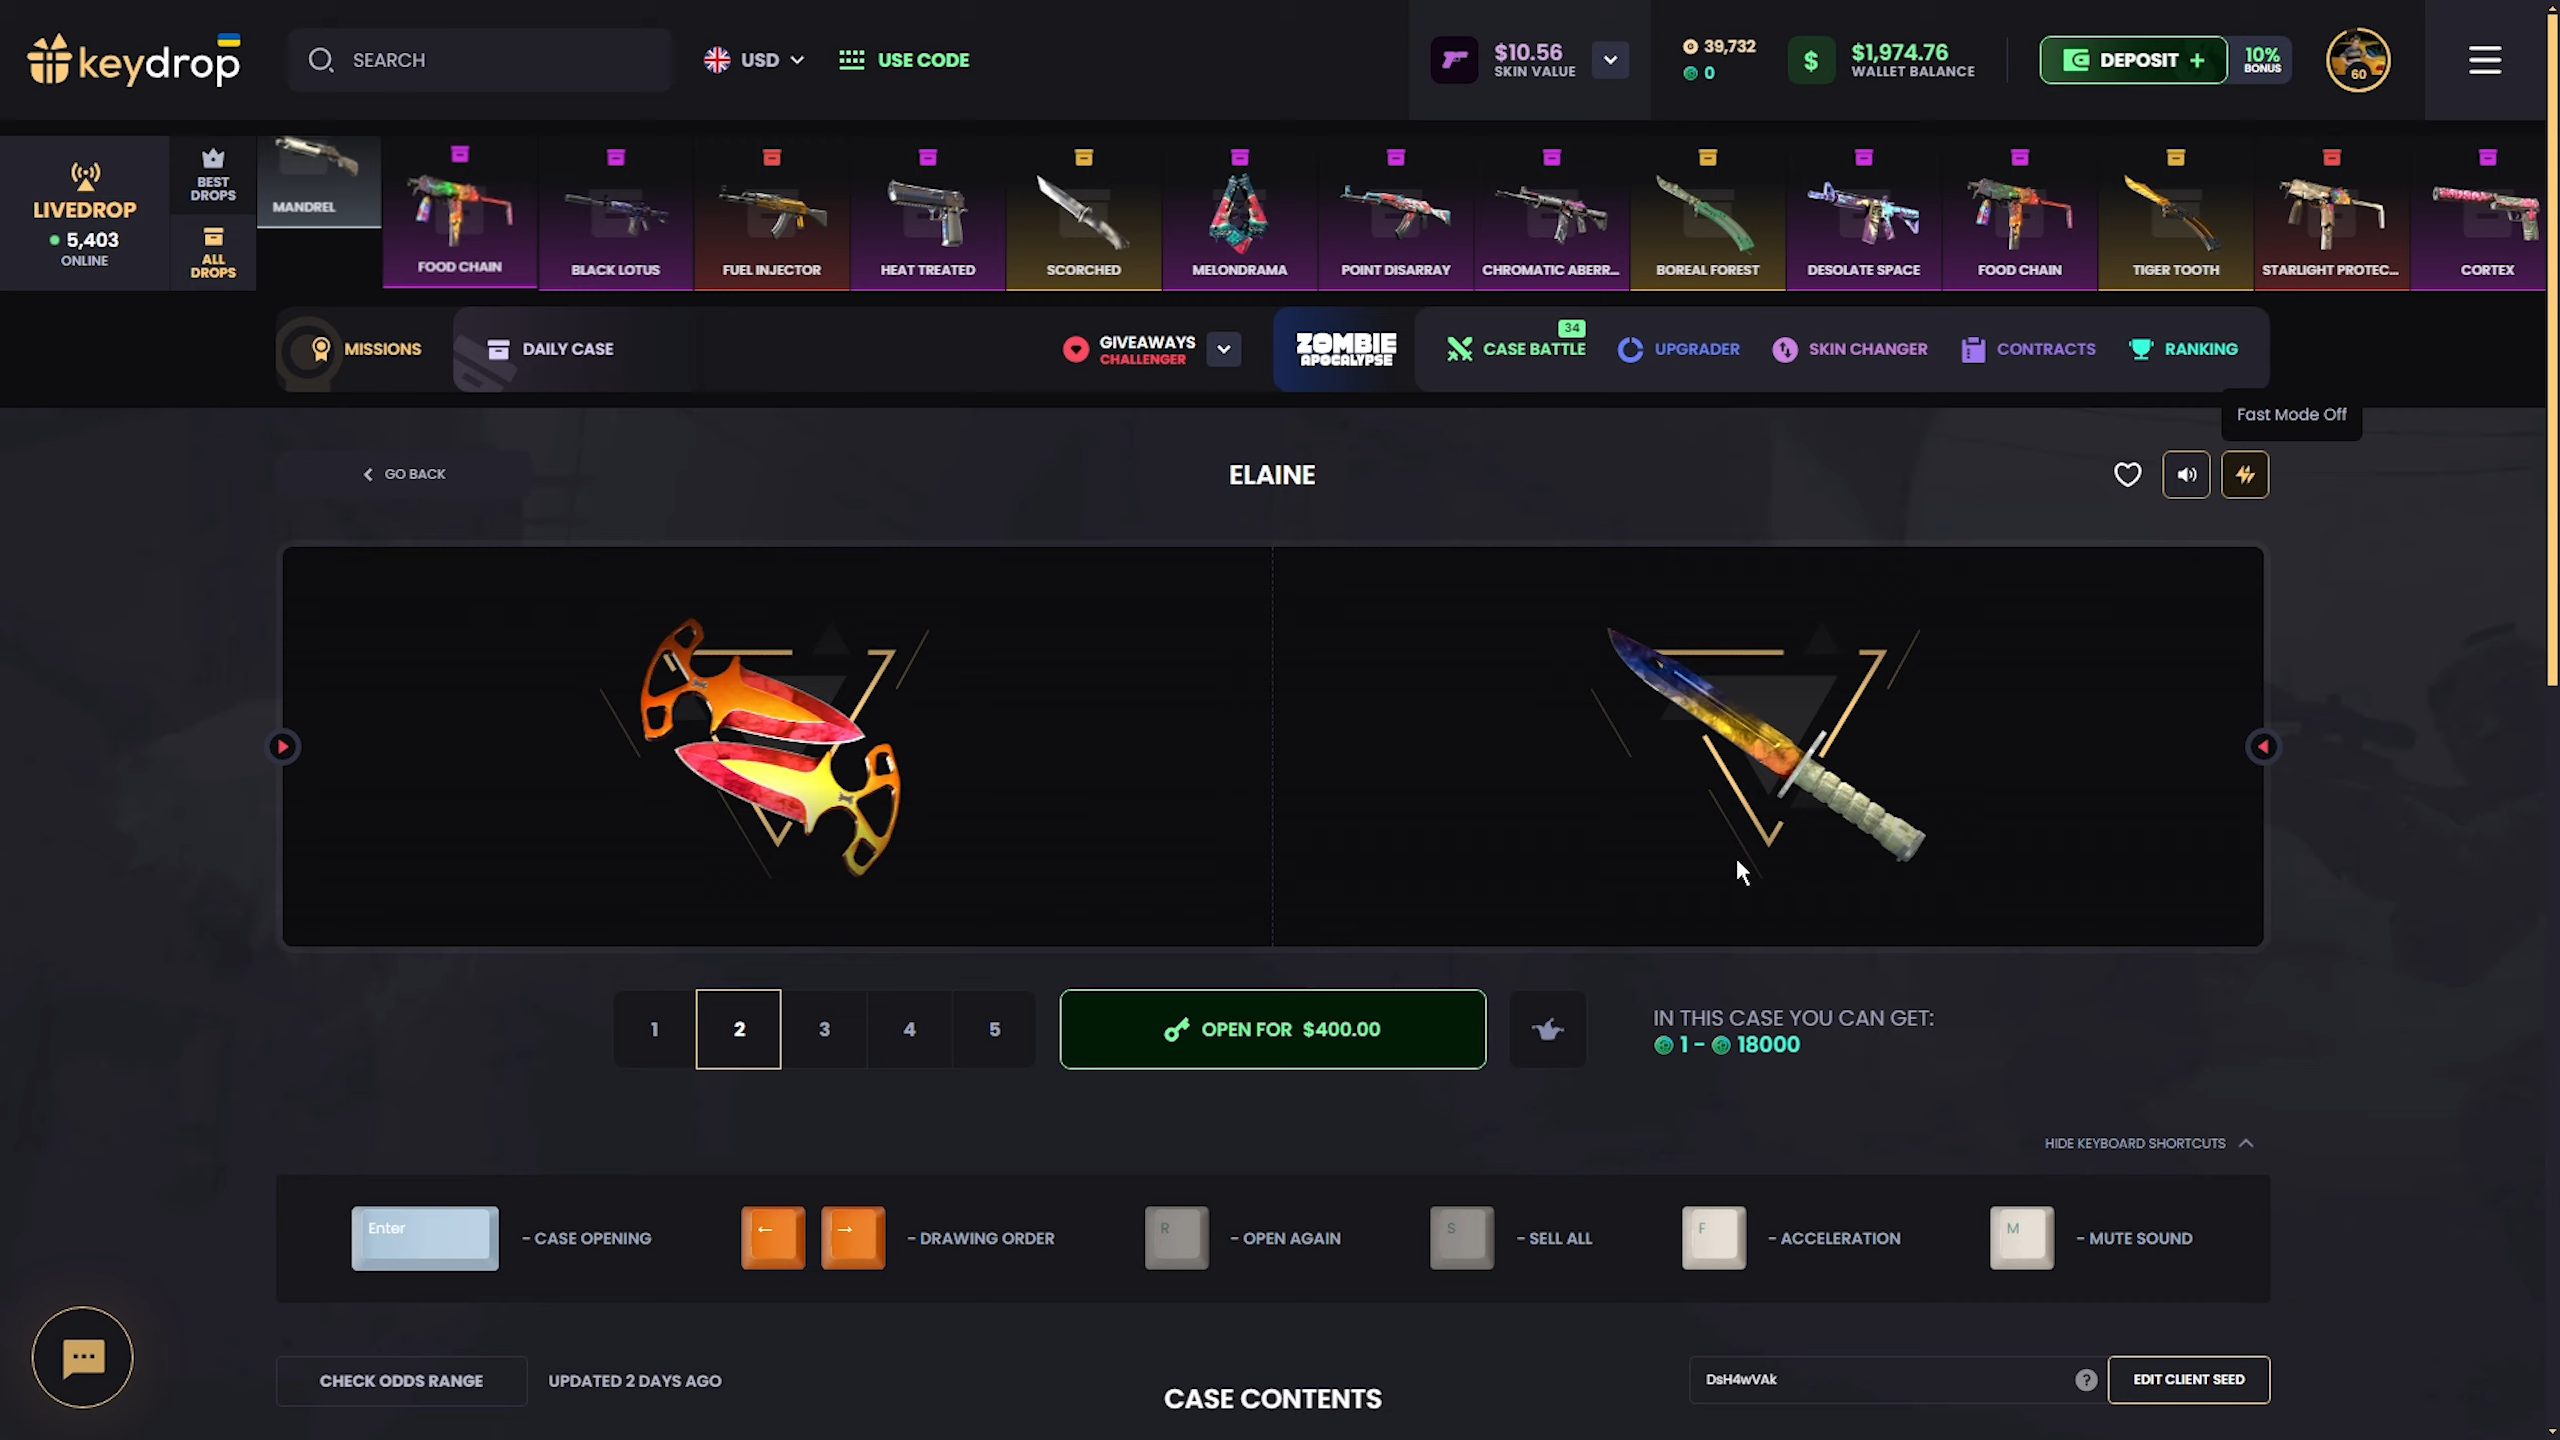 keydrop
SEARCH
USD
USE CODE
$10.56
SKIN VALUE
39,732
0
$
$1,974.76
WALLET BALANCE
DEPOSIT +
10%
BONUS
60
LIVEDROP
5,403
ONLINE
BEST
DROPS
ALL
DROPS
MANDREL
FOOD CHAIN
BLACK LOTUS
FUEL INJECTOR
HEAT TREATED
SCORCHED
MELONDRAMA
POINT DISARRAY
CHROMATIC ABERR...
BOREAL FOREST
DESOLATE SPACE
FOOD CHAIN
TIGER TOOTH
STARLIGHT PROTEC...
CORTEX
MISSIONS
DAILY CASE
GIVEAWAYS
CHALLENGER
ZOMBIE
APOCALYPSE
34
CASE BATTLE
UPGRADER
SKIN CHANGER
CONTRACTS
RANKING
Fast Mode Off
GO BACK
ELAINE
1
2
3
4
5
OPEN FOR $400.00
IN THIS CASE YOU CAN GET:
1 - 18000
HIDE KEYBOARD SHORTCUTS
Enter
- CASE OPENING
← →
- DRAWING ORDER
R
- OPEN AGAIN
S
- SELL ALL
F
- ACCELERATION
M
- MUTE SOUND
CHECK ODDS RANGE
UPDATED 2 DAYS AGO
CASE CONTENTS
DsH4wVAk
?
EDIT CLIENT SEED